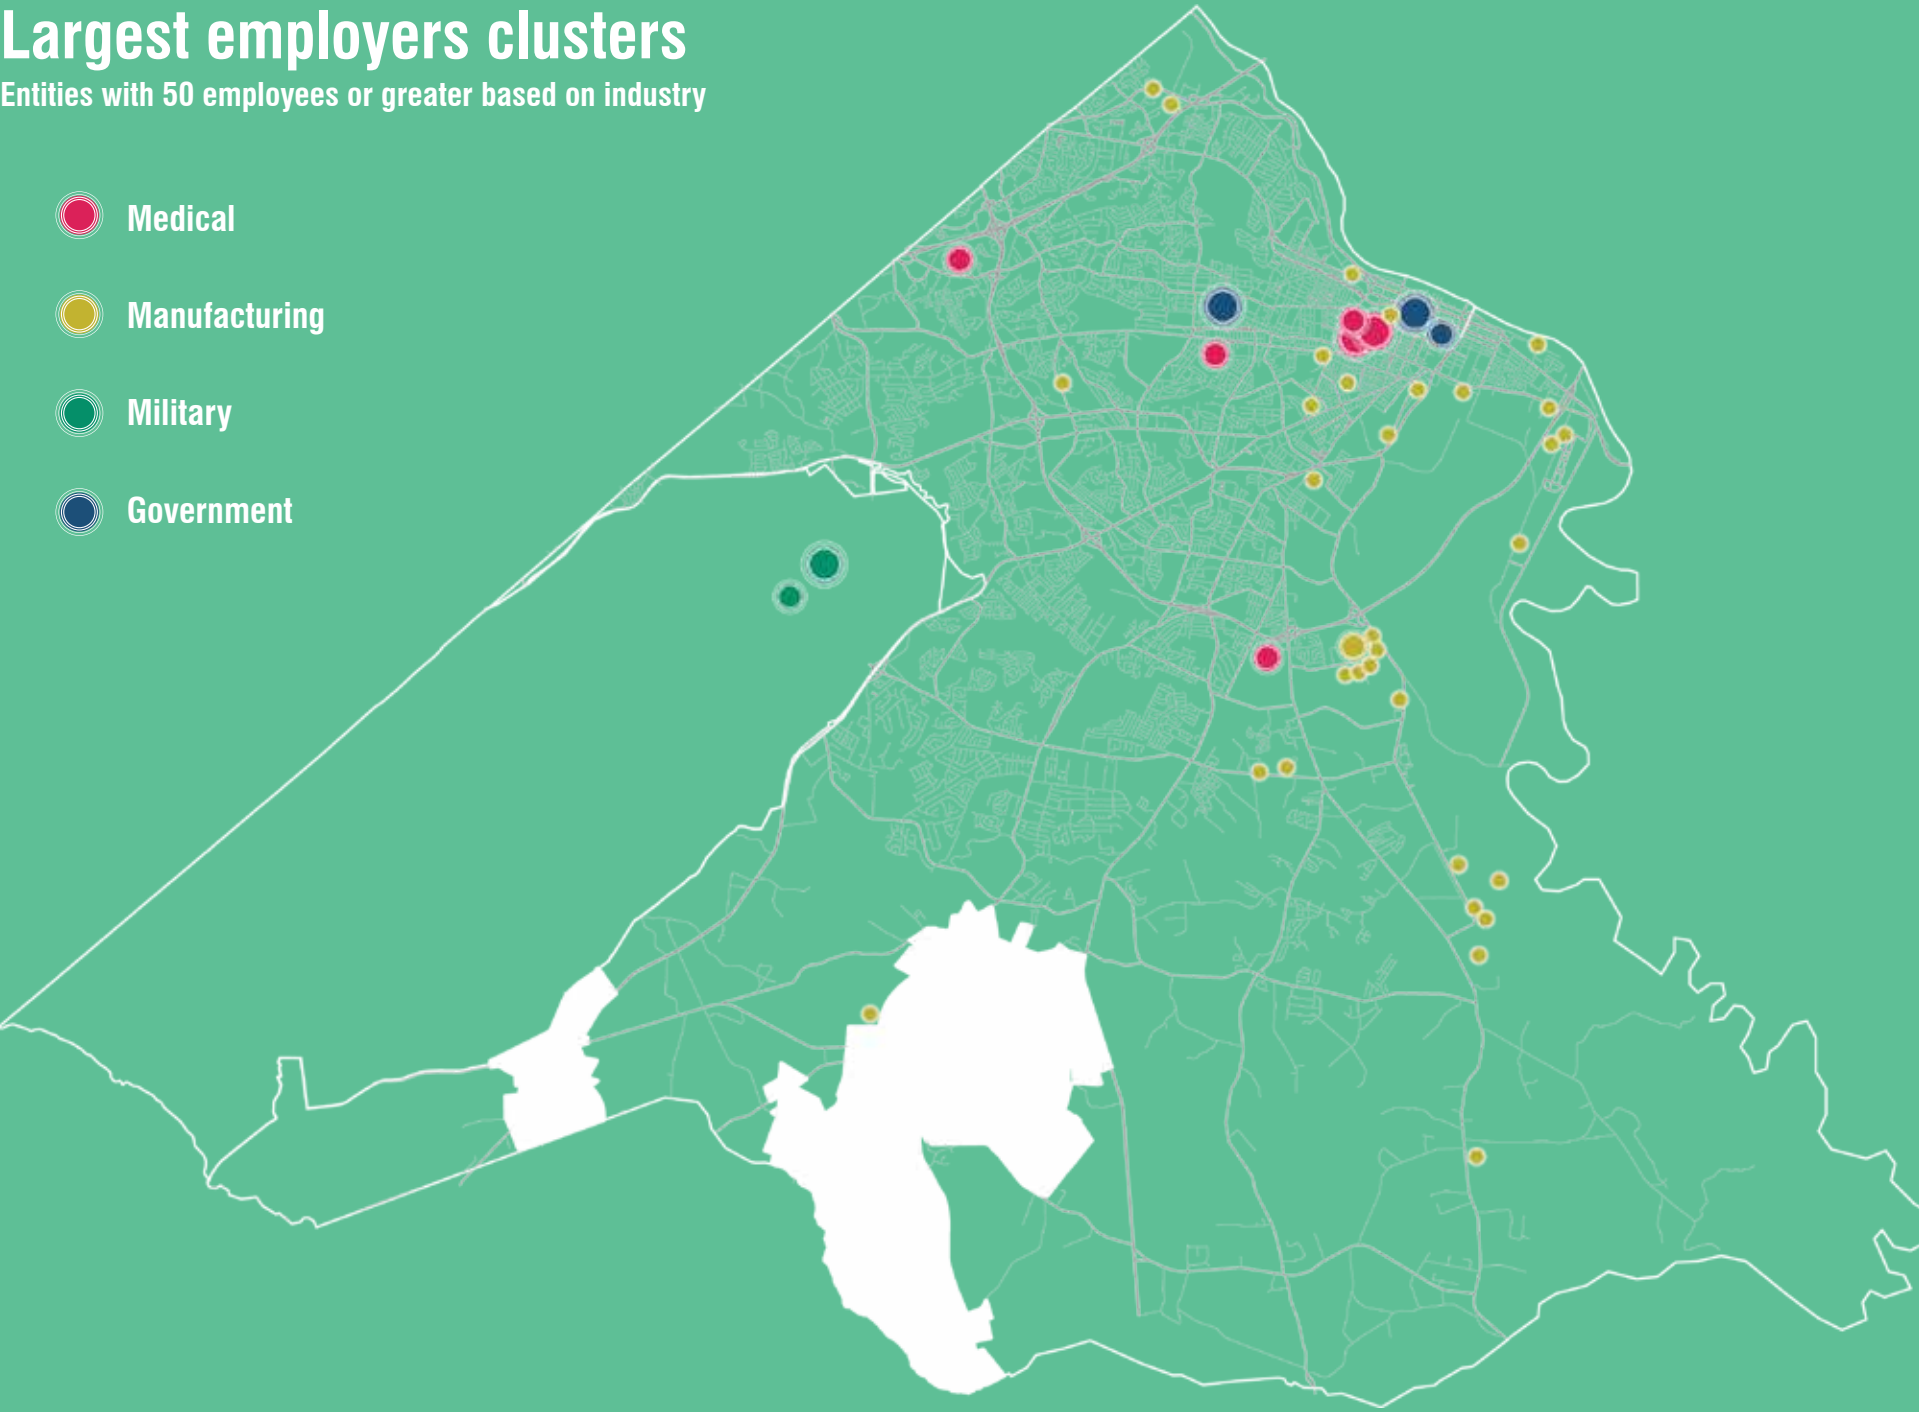 Largest employers clusters
Entities with 50 employees or greater based on industry
Medical
Manufacturing
Military
Government